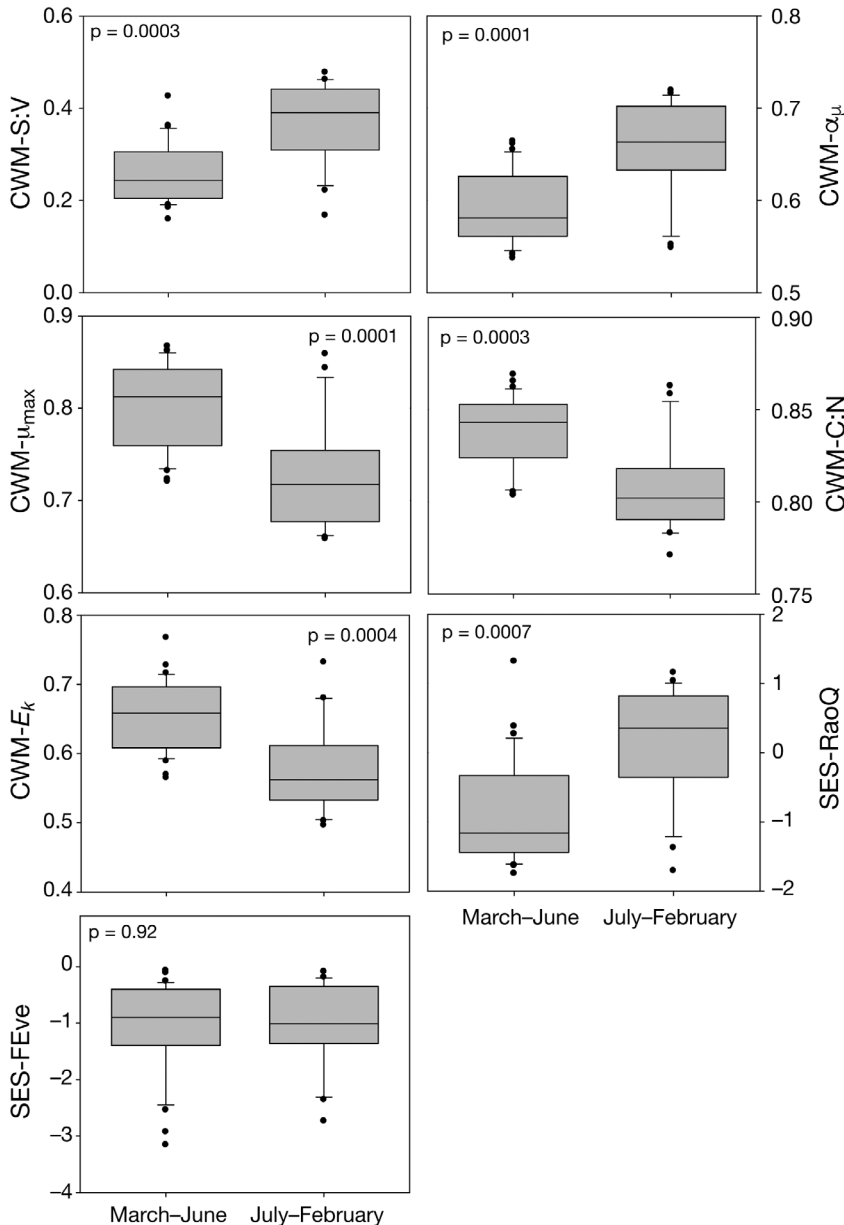 p = 0.0003
CWM-S:V
0.6
0.4
0.2
0.0
p = 0.0001
CWM-αμ
0.8
0.7
0.6
0.5
p = 0.0001
CWM-μmax
0.9
0.8
0.7
0.6
p = 0.0003
CWM-C:N
0.90
0.85
0.80
0.75
p = 0.0004
CWM-Ek
0.8
0.7
0.6
0.5
0.4
p = 0.0007
SES-RaoQ
2
1
0
–1
–2
March–June July–February
p = 0.92
SES-FEve
0
–1
–2
–3
–4
March–June July–February